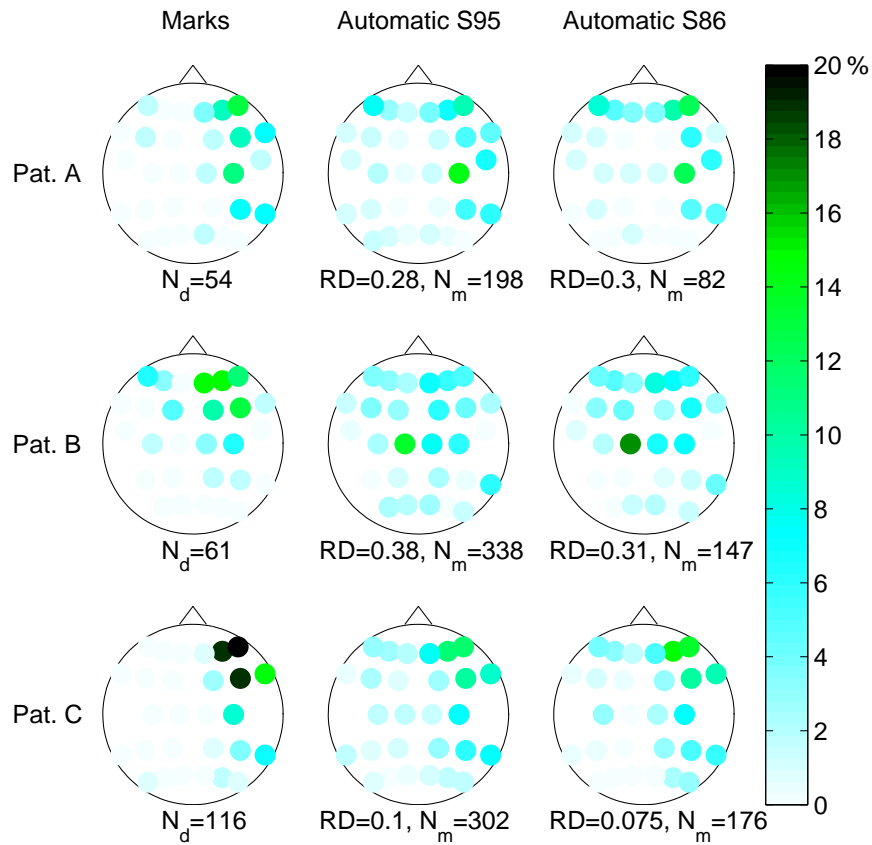 Marks Automatic S95 Automatic S86
20 %
18
Pat. A
16
N_d=54 RD=0.28, N_m=198 RD=0.3, N_m=82
14
12
Pat. B
10
8
N_d=61 RD=0.38, N_m=338 RD=0.31, N_m=147
6
4
Pat. C
2
0
N_d=116 RD=0.1, N_m=302 RD=0.075, N_m=176